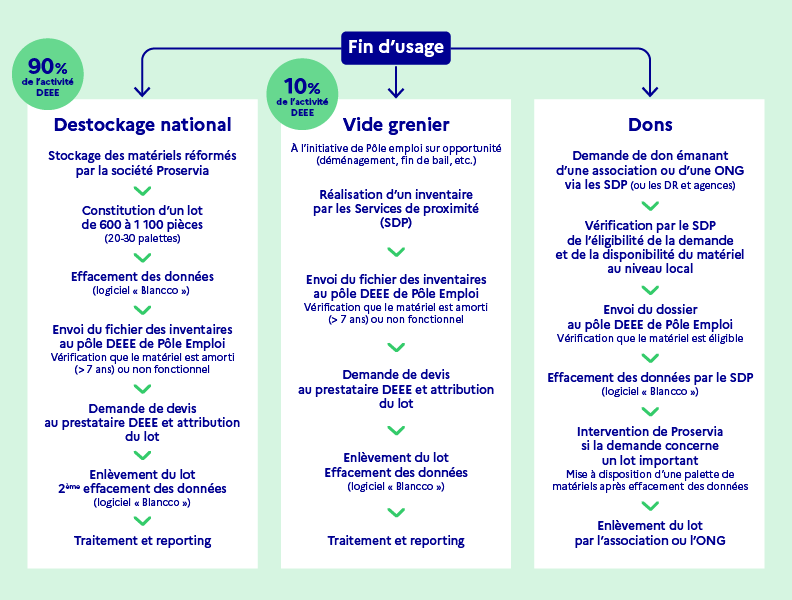 Fin d'usage
90%
de l'activité
DEEE
Destockage national
Stockage des matériels réformés
par la société Proservia
Constitution d'un lot
de 600 à 1 100 pièces
(20-30 palettes)
Effacement des données
(logiciel « Blancco »)
Envoi du fichier des inventaires
au pôle DEEE de Pôle Emploi
Vérification que le matériel est amorti
(> 7 ans) ou non fonctionnel
Demande de devis
au prestataire DEEE et attribution
du lot
Enlèvement du lot
2ème effacement des données
(logiciel « Blancco »)
Traitement et reporting
10%
de l'activité
DEEE
Vide grenier
À l'initiative de Pôle emploi sur opportunité
(déménagement, fin de bail, etc.)
Réalisation d'un inventaire
par les Services de proximité
(SDP)
Envoi du fichier des inventaires
au pôle DEEE de Pôle Emploi
Vérification que le matériel est amorti
(> 7 ans) ou non fonctionnel
Demande de devis
au prestataire DEEE et attribution
du lot
Enlèvement du lot
Effacement des données
(logiciel « Blancco »)
Traitement et reporting
Dons
Demande de don émanant
d'une association ou d'une ONG
via les SDP (ou les DR et agences)
Vérification par le SDP
de l'éligibilité de la demande
et de la disponibilité du matériel
au niveau local
Envoi du dossier
au pôle DEEE de Pôle Emploi
Vérification que le matériel est éligible
Effacement des données par le SDP
(logiciel « Blancco »)
Intervention de Proservia
si la demande concerne
un lot important
Mise à disposition d'une palette de
matériels après effacement des données
Enlèvement du lot
par l'association ou l'ONG